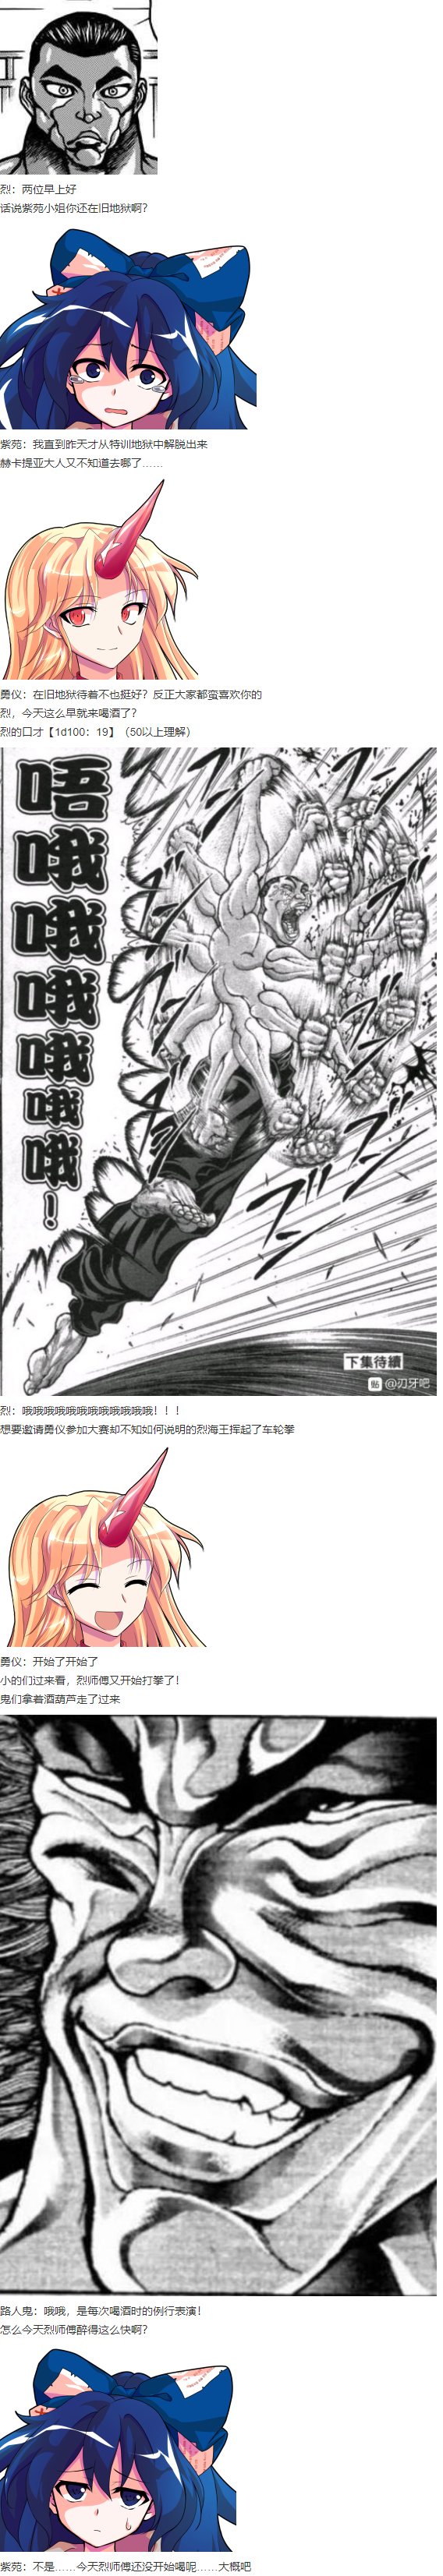 烈：两位早上好
话说紫苑小姐你还在旧地狱啊？
紫苑：我直到昨天才从特训地狱中解脱出来
赫卡提亚大人又不知道去哪了……
勇仪：在旧地狱待着不也挺好？反正大家都蛮喜欢你的
烈，今天这么早就来喝酒了？
烈的口才【1d100：19】（50以上理解）
唔哦哦哦哦哦哦！
下集待續
贴 @刃牙吧
烈：哦哦哦哦哦哦哦哦哦哦哦哦！！！
想要邀请勇仪参加大赛却不知如何说明的烈海王挥起了车轮拳
勇仪：开始了开始了
小的们过来看，烈师傅又开始打拳了！
鬼们拿着酒葫芦走了过来
路人鬼：哦哦，是每次喝酒时的例行表演！
怎么今天烈师傅醉得这么快啊？
紫苑：不是……今天烈师傅还没开始喝呢……大概吧